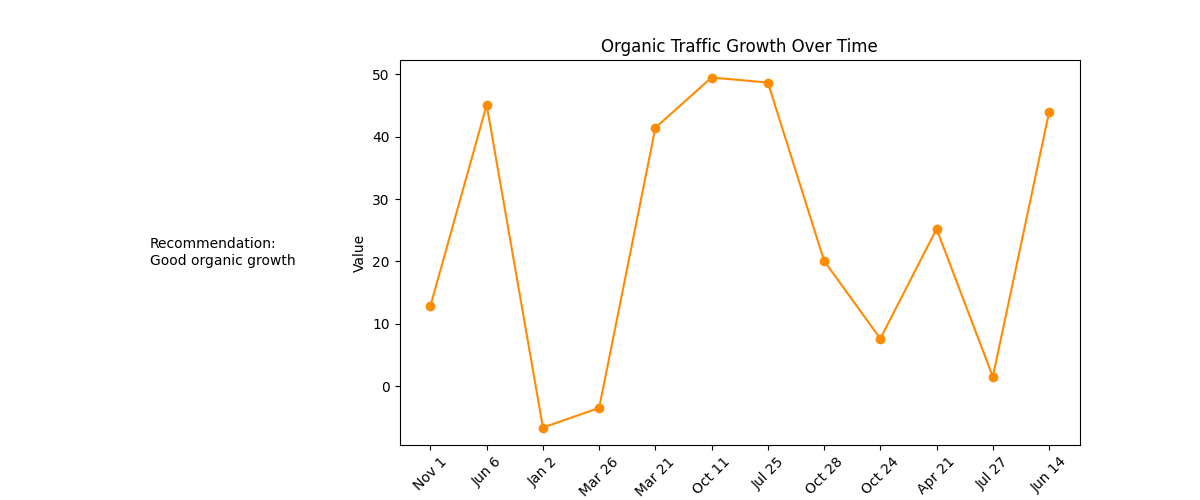 Organic Traffic Growth Over Time
Recommendation:
Good organic growth
Value
50
40
30
20
10
0
Nov 1
Jun 6
Jan 2
Mar 26
Mar 21
Oct 11
Jul 25
Oct 28
Oct 24
Apr 21
Jul 27
Jun 14